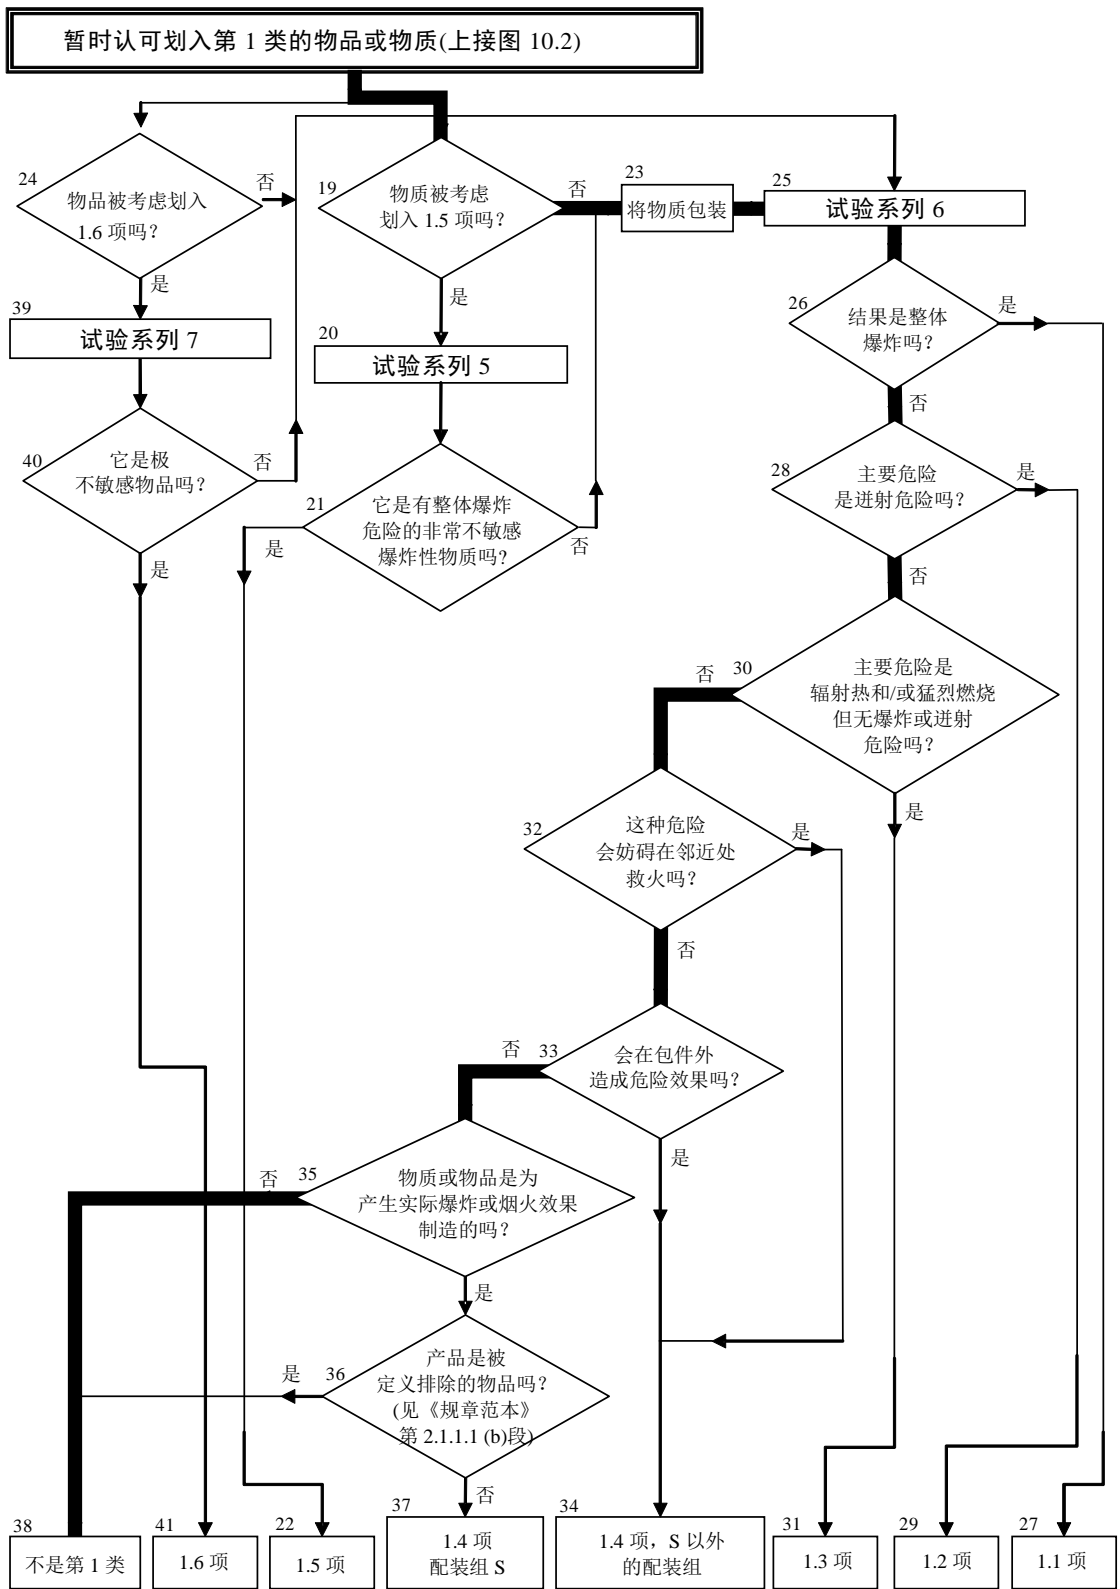 暂时认可划入第 1 类的物品或物质(上接图 10.2)
24
物品被考虑划入
1.6 项吗?
否
是
19
物质被考虑
划入 1.5 项吗?
否
是
23
将物质包装
25
试验系列 6
39
试验系列 7
20
试验系列 5
26
结果是整体
爆炸吗?
是
否
40
它是极
不敏感物品吗?
否
是
21
它是有整体爆炸
危险的非常不敏感
爆炸性物质吗?
是
否
28
主要危险
是迸射危险吗?
是
否
30
主要危险是
辐射热和/或猛烈燃烧
但无爆炸或迸射
危险吗?
否
是
32
这种危险
会妨碍在邻近处
救火吗?
是
否
33
会在包件外
造成危险效果吗?
否
是
35
物质或物品是为
产生实际爆炸或烟火效果
制造的吗?
否
是
36
产品是被
定义排除的物品吗?
(见《规章范本》
第 2.1.1.1 (b)段)
是
否
38
不是第 1 类
41
1.6 项
22
1.5 项
37
1.4 项
配装组 S
34
1.4 项，S 以外
的配装组
31
1.3 项
29
1.2 项
27
1.1 项